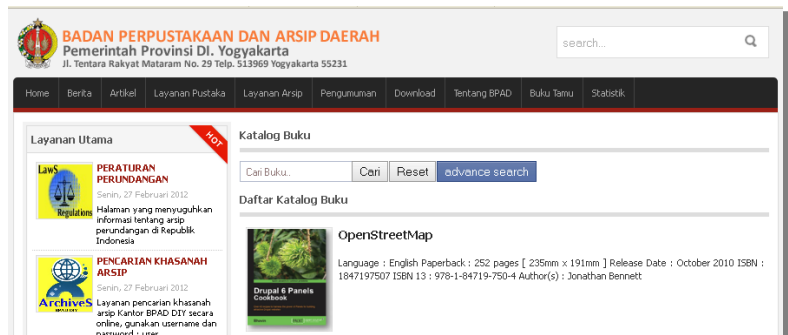 BADAN PERPUSTAKAAN DAN ARSIP DAERAH
Pemerintah Provinsi DI. Yogyakarta
Jl. Tentara Rakyat Mataram No. 29 Telp. 513969 Yogyakarta 55231
search...
Home Berita Artikel Layanan Pustaka Layanan Arsip Pengumuman Download Tentang BPAD Buku Tamu Statistik
Layanan Utama
HOT
LawS
Regulations
PERATURAN
PERUNDANGAN
Senin, 27 Februari 2012
Halaman yang menyuguhkan
informasi tentang arsip
perundangan di Republik
Indonesia
ArchiveS
BPAD DIY
PENCARIAN KHASANAH
ARSIP
Senin, 27 Februari 2012
Layanan pencarian khasanah
arsip Kantor BPAD DIY secara
online, gunakan username dan
password : user
Katalog Buku
Cari Buku.. Cari Reset advance search
Daftar Katalog Buku
Drupal 6 Panels
Cookbook
OpenStreetMap
Language : English Paperback : 252 pages [ 235mm x 191mm ] Release Date : October 2010 ISBN :
1847197507 ISBN 13 : 978-1-84719-750-4 Author(s) : Jonathan Bennett